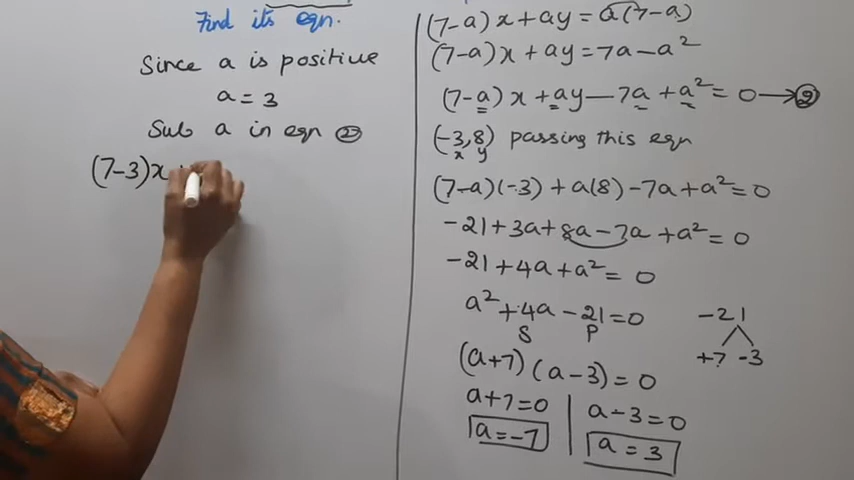 Find its eqn.
Since a is positive
a = 3
Sub a in eqn ②
(7-3)x
(7-a)x + ay = a(7-a)
(7-a)x + ay = 7a - a²
(7-a)x + ay - 7a + a² = 0 → ②
(-3,8) passing this eqn
x y
(7-a)(-3) + a(8) - 7a + a² = 0
-21 + 3a + 8a - 7a + a² = 0
-21 + 4a + a² = 0
a² + 4a - 21 = 0
S P
-21
+7 -3
(a+7) (a-3) = 0
a+7=0
a=-7
a-3=0
a = 3